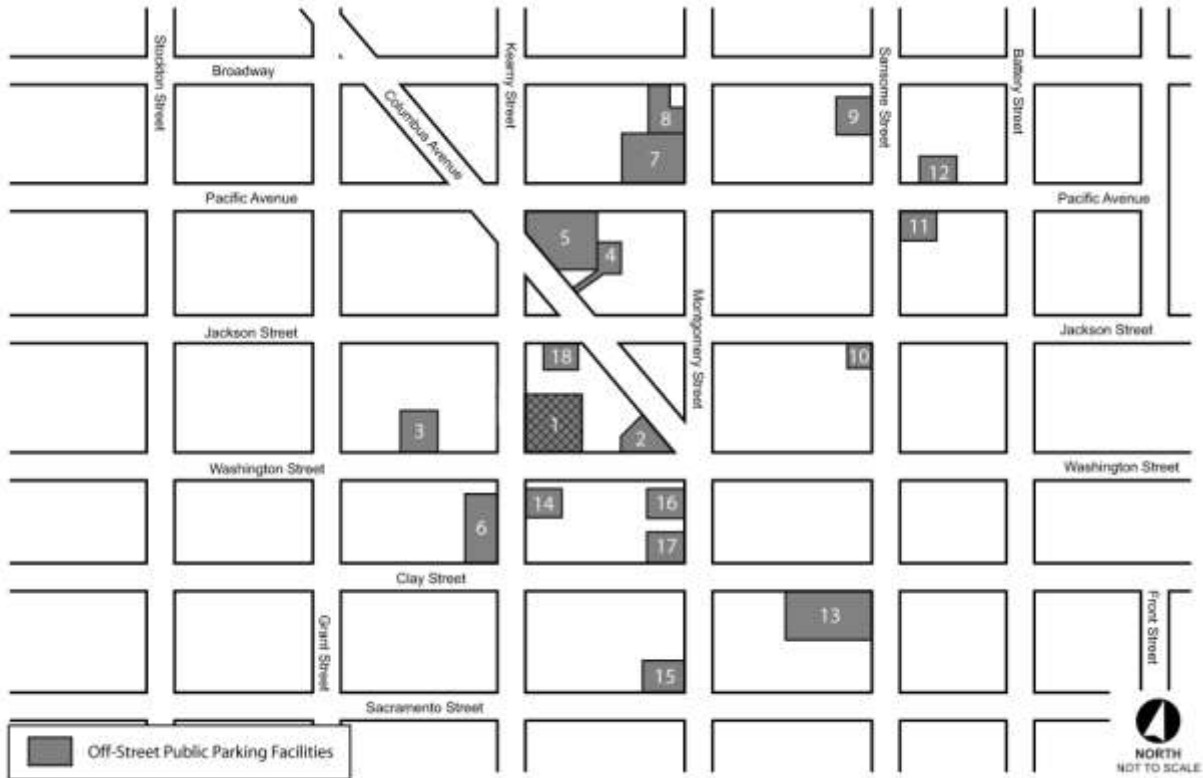 Stockton Street
Broadway
Columbus Avenue
Kearny Street
8
7
9
Sansome Street
12
Battery Street
Pacific Avenue
Pacific Avenue
5
4
11
Jackson Street
Montgomery Street
Jackson Street
18
10
3
1
2
Washington Street
Washington Street
14
16
6
17
Clay Street
13
Grant Street
15
Front Street
Sacramento Street
Off-Street Public Parking Facilities
NORTH
NOT TO SCALE